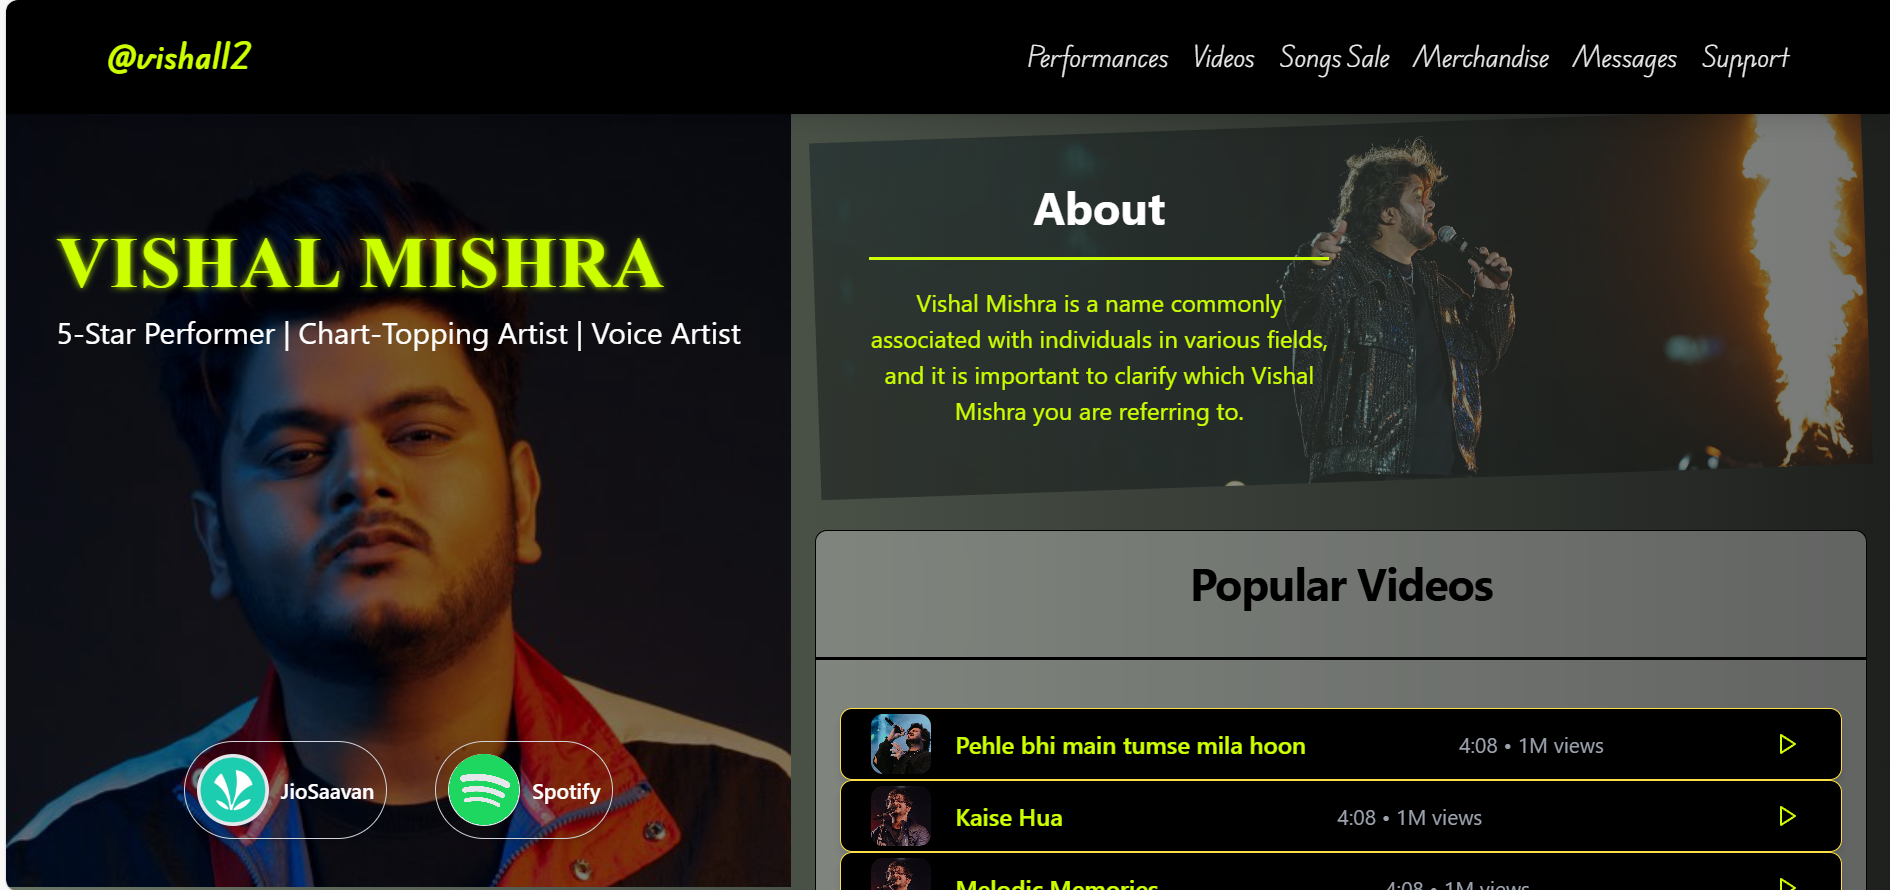 @vishall2
Performances Videos Songs Sale Merchandise Messages Support
VISHAL MISHRA
5-Star Performer | Chart-Topping Artist | Voice Artist
JioSaavan
Spotify
About
Vishal Mishra is a name commonly
associated with individuals in various fields,
and it is important to clarify which Vishal
Mishra you are referring to.
Popular Videos
Pehle bhi main tumse mila hoon 4:08 • 1M views
Kaise Hua 4:08 • 1M views
Melodic Memories 4:08 • 1M views